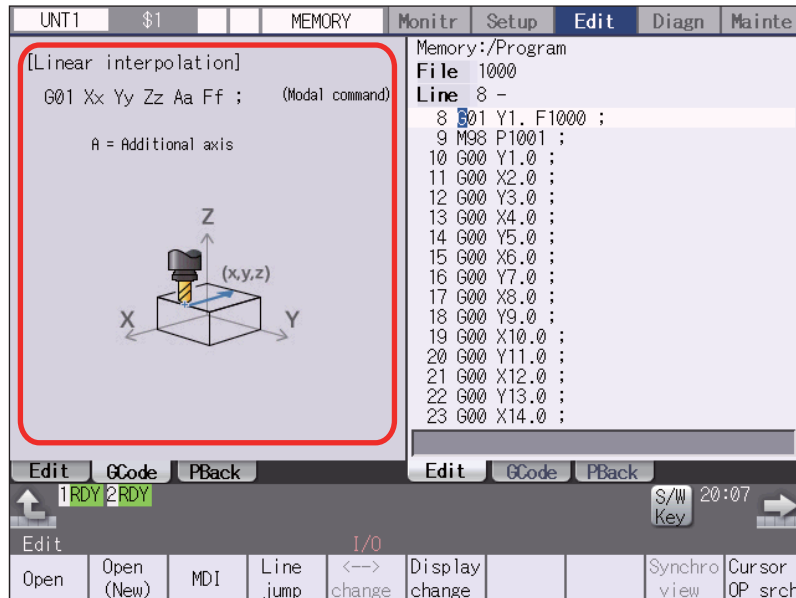 UNT1 $1 MEMORY Monitr Setup Edit Diagn Mainte
[Linear interpolation]
G01 Xx Yy Zz Aa Ff ; (Modal command)
A = Additional axis
Z
(x,y,z)
X Y
Memory:/Program
File 1000
Line 8 -
8 G01 Y1. F1000 ;
9 M98 P1001 ;
10 G00 Y1.0 ;
11 G00 X2.0 ;
12 G00 Y3.0 ;
13 G00 X4.0 ;
14 G00 Y5.0 ;
15 G00 X6.0 ;
16 G00 Y7.0 ;
17 G00 X8.0 ;
18 G00 Y9.0 ;
19 G00 X10.0 ;
20 G00 Y11.0 ;
21 G00 X12.0 ;
22 G00 Y13.0 ;
23 G00 X14.0 ;
Edit GCode PBack Edit GCode PBack
1RDY 2RDY
S/W Key 20:07
Edit I/O
Open
Open (New)
MDI
Line jump
<--> change
Display change
Synchro view
Cursor OP srch